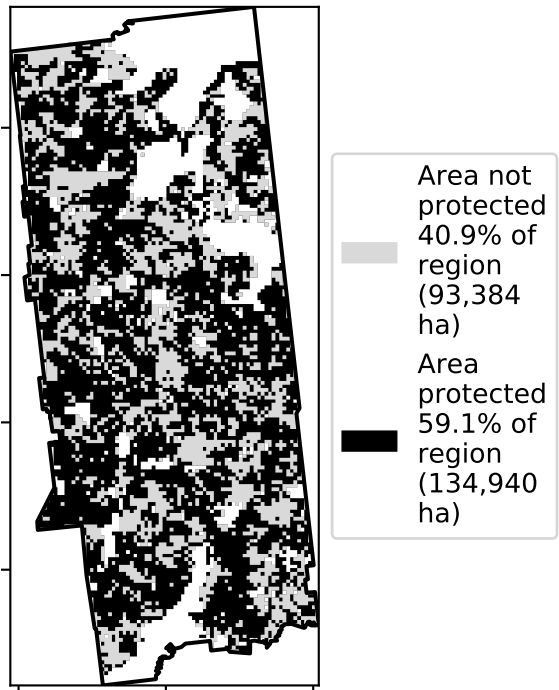 Area not
protected
40.9% of
region
(93,384
ha)
Area
protected
59.1% of
region
(134,940
ha)